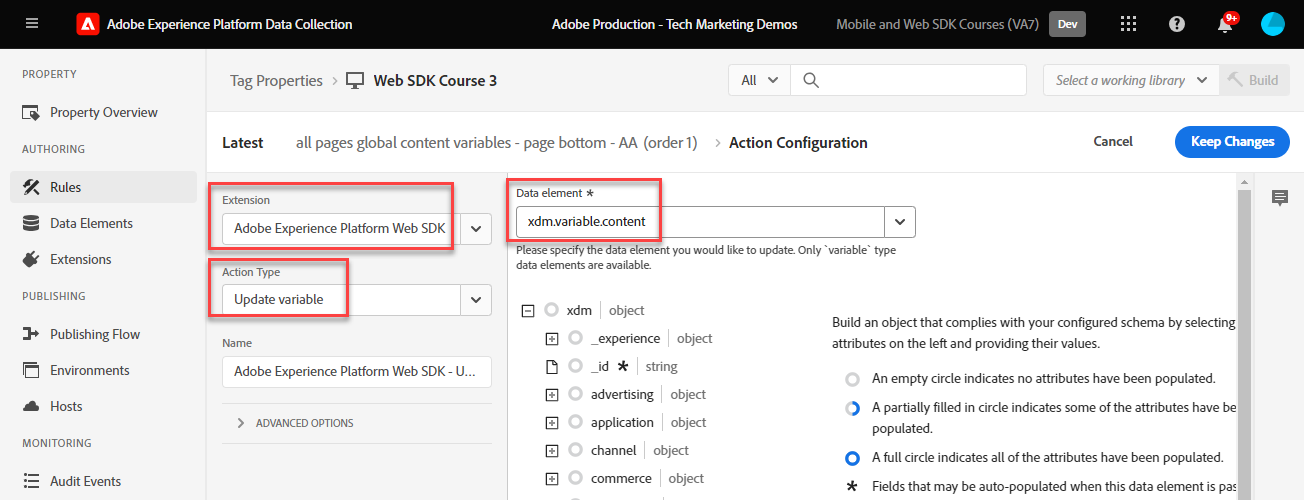 Adobe Experience Platform Data Collection
Adobe Production - Tech Marketing Demos
Mobile and Web SDK Courses (VA7)
Dev
9+
PROPERTY
Property Overview
AUTHORING
Rules
Data Elements
Extensions
PUBLISHING
Publishing Flow
Environments
Hosts
MONITORING
Audit Events
Tag Properties
Web SDK Course 3
All
Select a working library
Build
Latest
all pages global content variables - page bottom - AA (order 1)
Action Configuration
Cancel
Keep Changes
Extension
Adobe Experience Platform Web SDK
Action Type
Update variable
Name
Adobe Experience Platform Web SDK - U...
ADVANCED OPTIONS
Data element *
xdm.variable.content
Please specify the data element you would like to update. Only `variable` type
data elements are available.
xdm object
_experience object
_id * string
advertising object
application object
channel object
commerce object
Build an object that complies with your configured schema by selecting
attributes on the left and providing their values.
An empty circle indicates no attributes have been populated.
A partially filled in circle indicates some of the attributes have be
populated.
A full circle indicates all of the attributes have been populated.
* Fields that may be auto-populated when this data element is pas